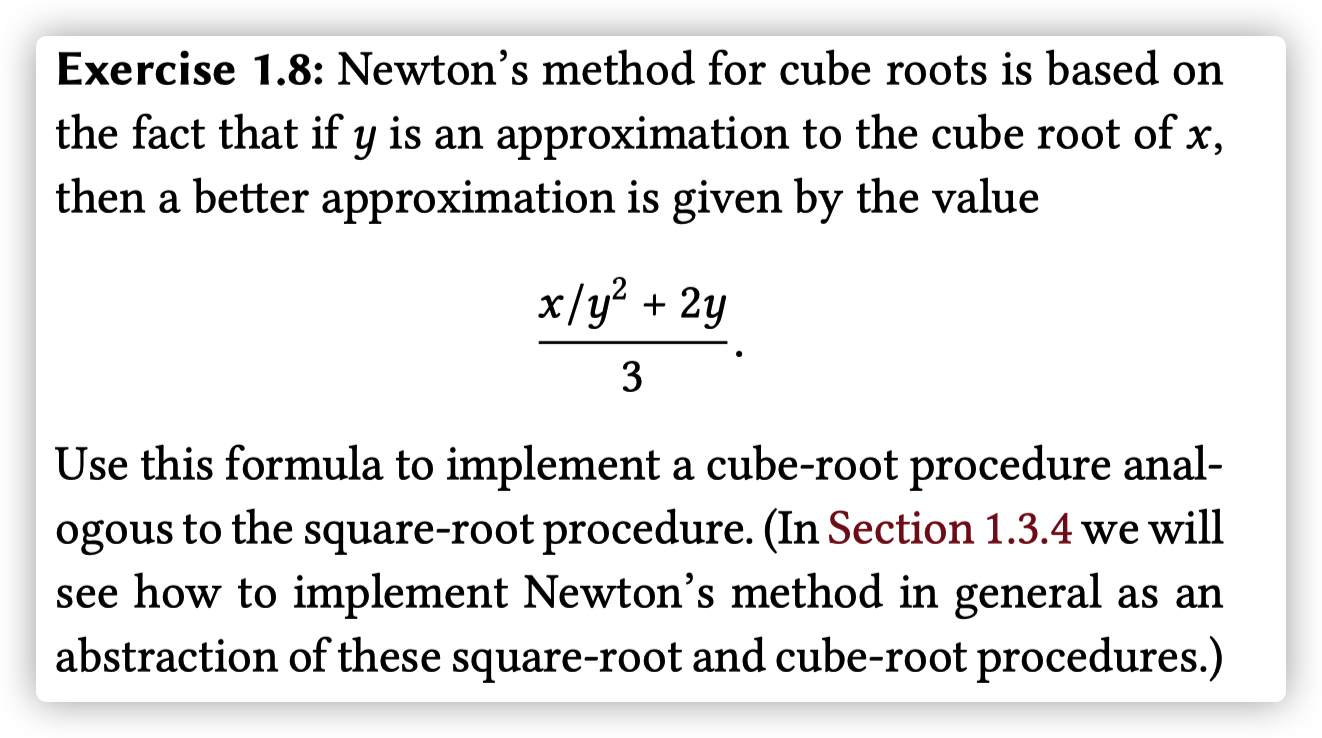 Exercise 1.8: Newton’s method for cube roots is based on
the fact that if y is an approximation to the cube root of x,
then a better approximation is given by the value
x/y² + 2y
3
.
Use this formula to implement a cube-root procedure anal-
ogous to the square-root procedure. (In Section 1.3.4 we will
see how to implement Newton’s method in general as an
abstraction of these square-root and cube-root procedures.)